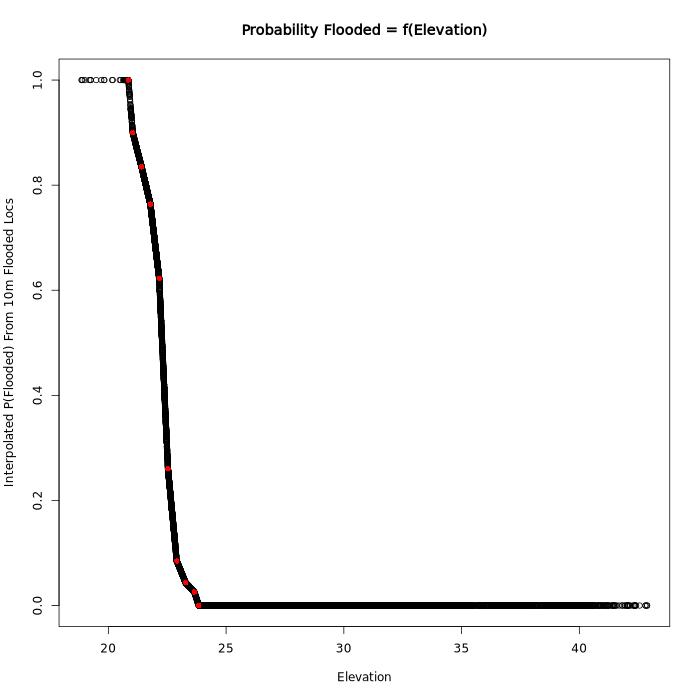 Probability Flooded = f(Elevation)
Interpolated P(Flooded) From 10m Flooded Locs
1.0
0.8
0.6
0.4
0.2
0.0
20 25 30 35 40
Elevation